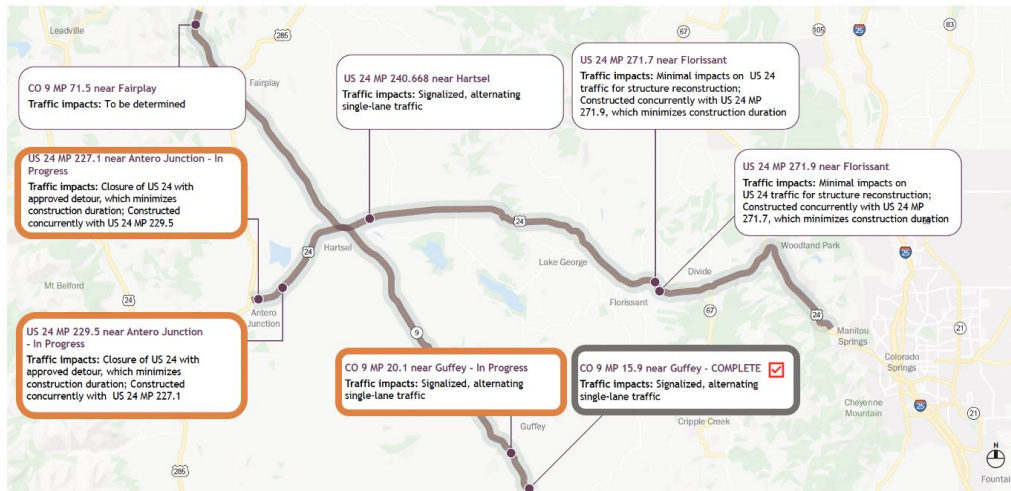 Leadville
285
67
105
25
83
CO 9 MP 71.5 near Fairplay
Traffic impacts: To be determined
Fairplay
US 24 MP 240.668 near Hartsel
Traffic impacts: Signalized, alternating
single-lane traffic
US 24 MP 271.7 near Florissant
Traffic impacts: Minimal impacts on US 24
traffic for structure reconstruction;
Constructed concurrently with US 24 MP
271.9, which minimizes construction duration
US 24 MP 227.1 near Antero Junction - In
Progress
Traffic impacts: Closure of US 24 with
approved detour, which minimizes
construction duration; Constructed
concurrently with US 24 MP 229.5
US 24 MP 271.9 near Florissant
Traffic impacts: Minimal impacts on
US 24 traffic for structure reconstruction;
Constructed concurrently with US 24 MP
271.7, which minimizes construction duration
24
Hartsel
24
Lake George
Woodland Park
25
Mt Belford
24
Antero
Junction
Florissant
Divide
67
24
Manitou
Springs
21
Colorado
Springs
9
US 24 MP 229.5 near Antero Junction
- In Progress
Traffic impacts: Closure of US 24 with
approved detour, which minimizes
construction duration; Constructed
concurrently with US 24 MP 227.1
CO 9 MP 20.1 near Guffey - In Progress
Traffic impacts: Signalized, alternating
single-lane traffic
CO 9 MP 15.9 near Guffey - COMPLETE
Traffic impacts: Signalized, alternating
single-lane traffic
Cheyenne
Mountain
25
21
Guffey
Cripple Creek
285
N
Fountain